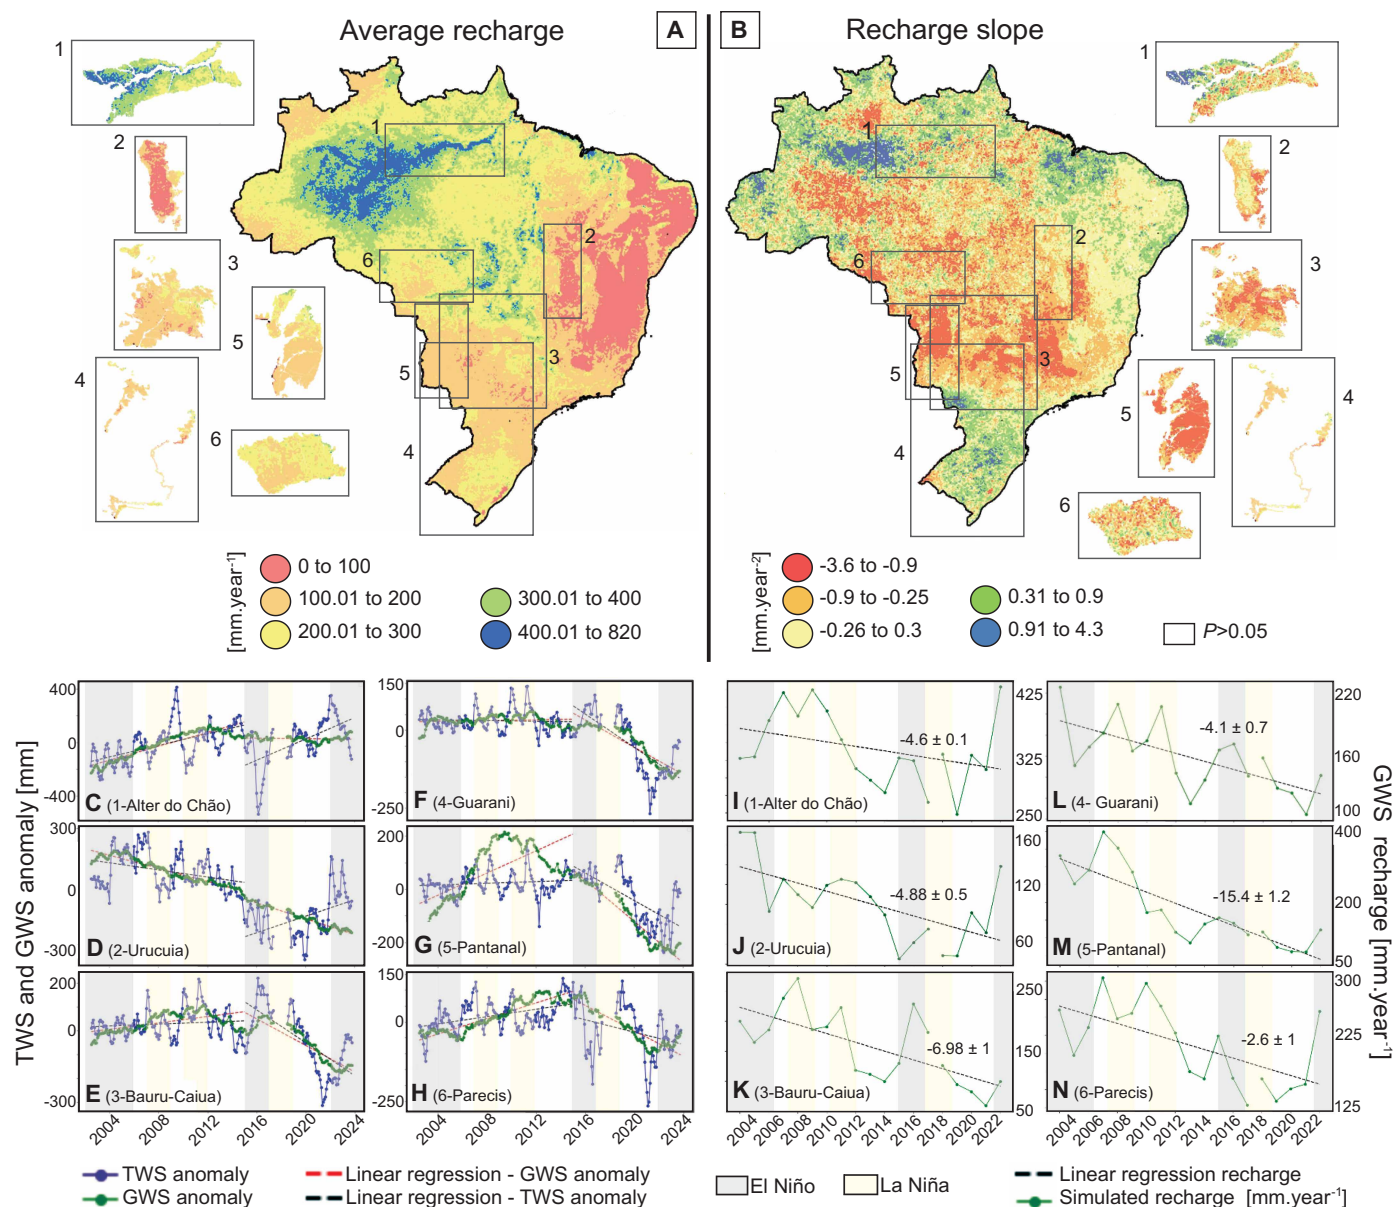 Average recharge
A
B
Recharge slope
1
2
3
4
5
6
1
2
3
4
5
6
1
2
3
4
5
6
1
2
3
4
5
6
[mm.year⁻¹]
0 to 100
100.01 to 200
200.01 to 300
300.01 to 400
400.01 to 820
[mm.year⁻²]
-3.6 to -0.9
-0.9 to -0.25
-0.26 to 0.3
0.31 to 0.9
0.91 to 4.3
P>0.05
TWS and GWS anomaly [mm]
400
0
-400
C (1-Alter do Chão)
300
0
-300
D (2-Urucuia)
200
0
-300
E (3-Bauru-Caiua)
150
0
-250
F (4-Guarani)
200
0
-200
G (5-Pantanal)
150
0
-250
H (6-Parecis)
2004 2008 2012 2016 2020 2024
2004 2008 2012 2016 2020 2024
-4.6 ± 0.1
I (1-Alter do Chão)
425
325
250
-4.88 ± 0.5
J (2-Urucuia)
160
120
60
-6.98 ± 1
K (3-Bauru-Caiua)
250
150
50
-4.1 ± 0.7
L (4- Guarani)
220
160
100
-15.4 ± 1.2
M (5-Pantanal)
400
200
50
-2.6 ± 1
N (6-Parecis)
300
225
125
GWS recharge [mm.year⁻¹]
2004 2006 2008 2010 2012 2014 2016 2018 2020 2022
2004 2006 2008 2010 2012 2014 2016 2018 2020 2022
TWS anomaly
GWS anomaly
Linear regression - GWS anomaly
Linear regression - TWS anomaly
El Niño
La Niña
Linear regression recharge
Simulated recharge [mm.year⁻¹]